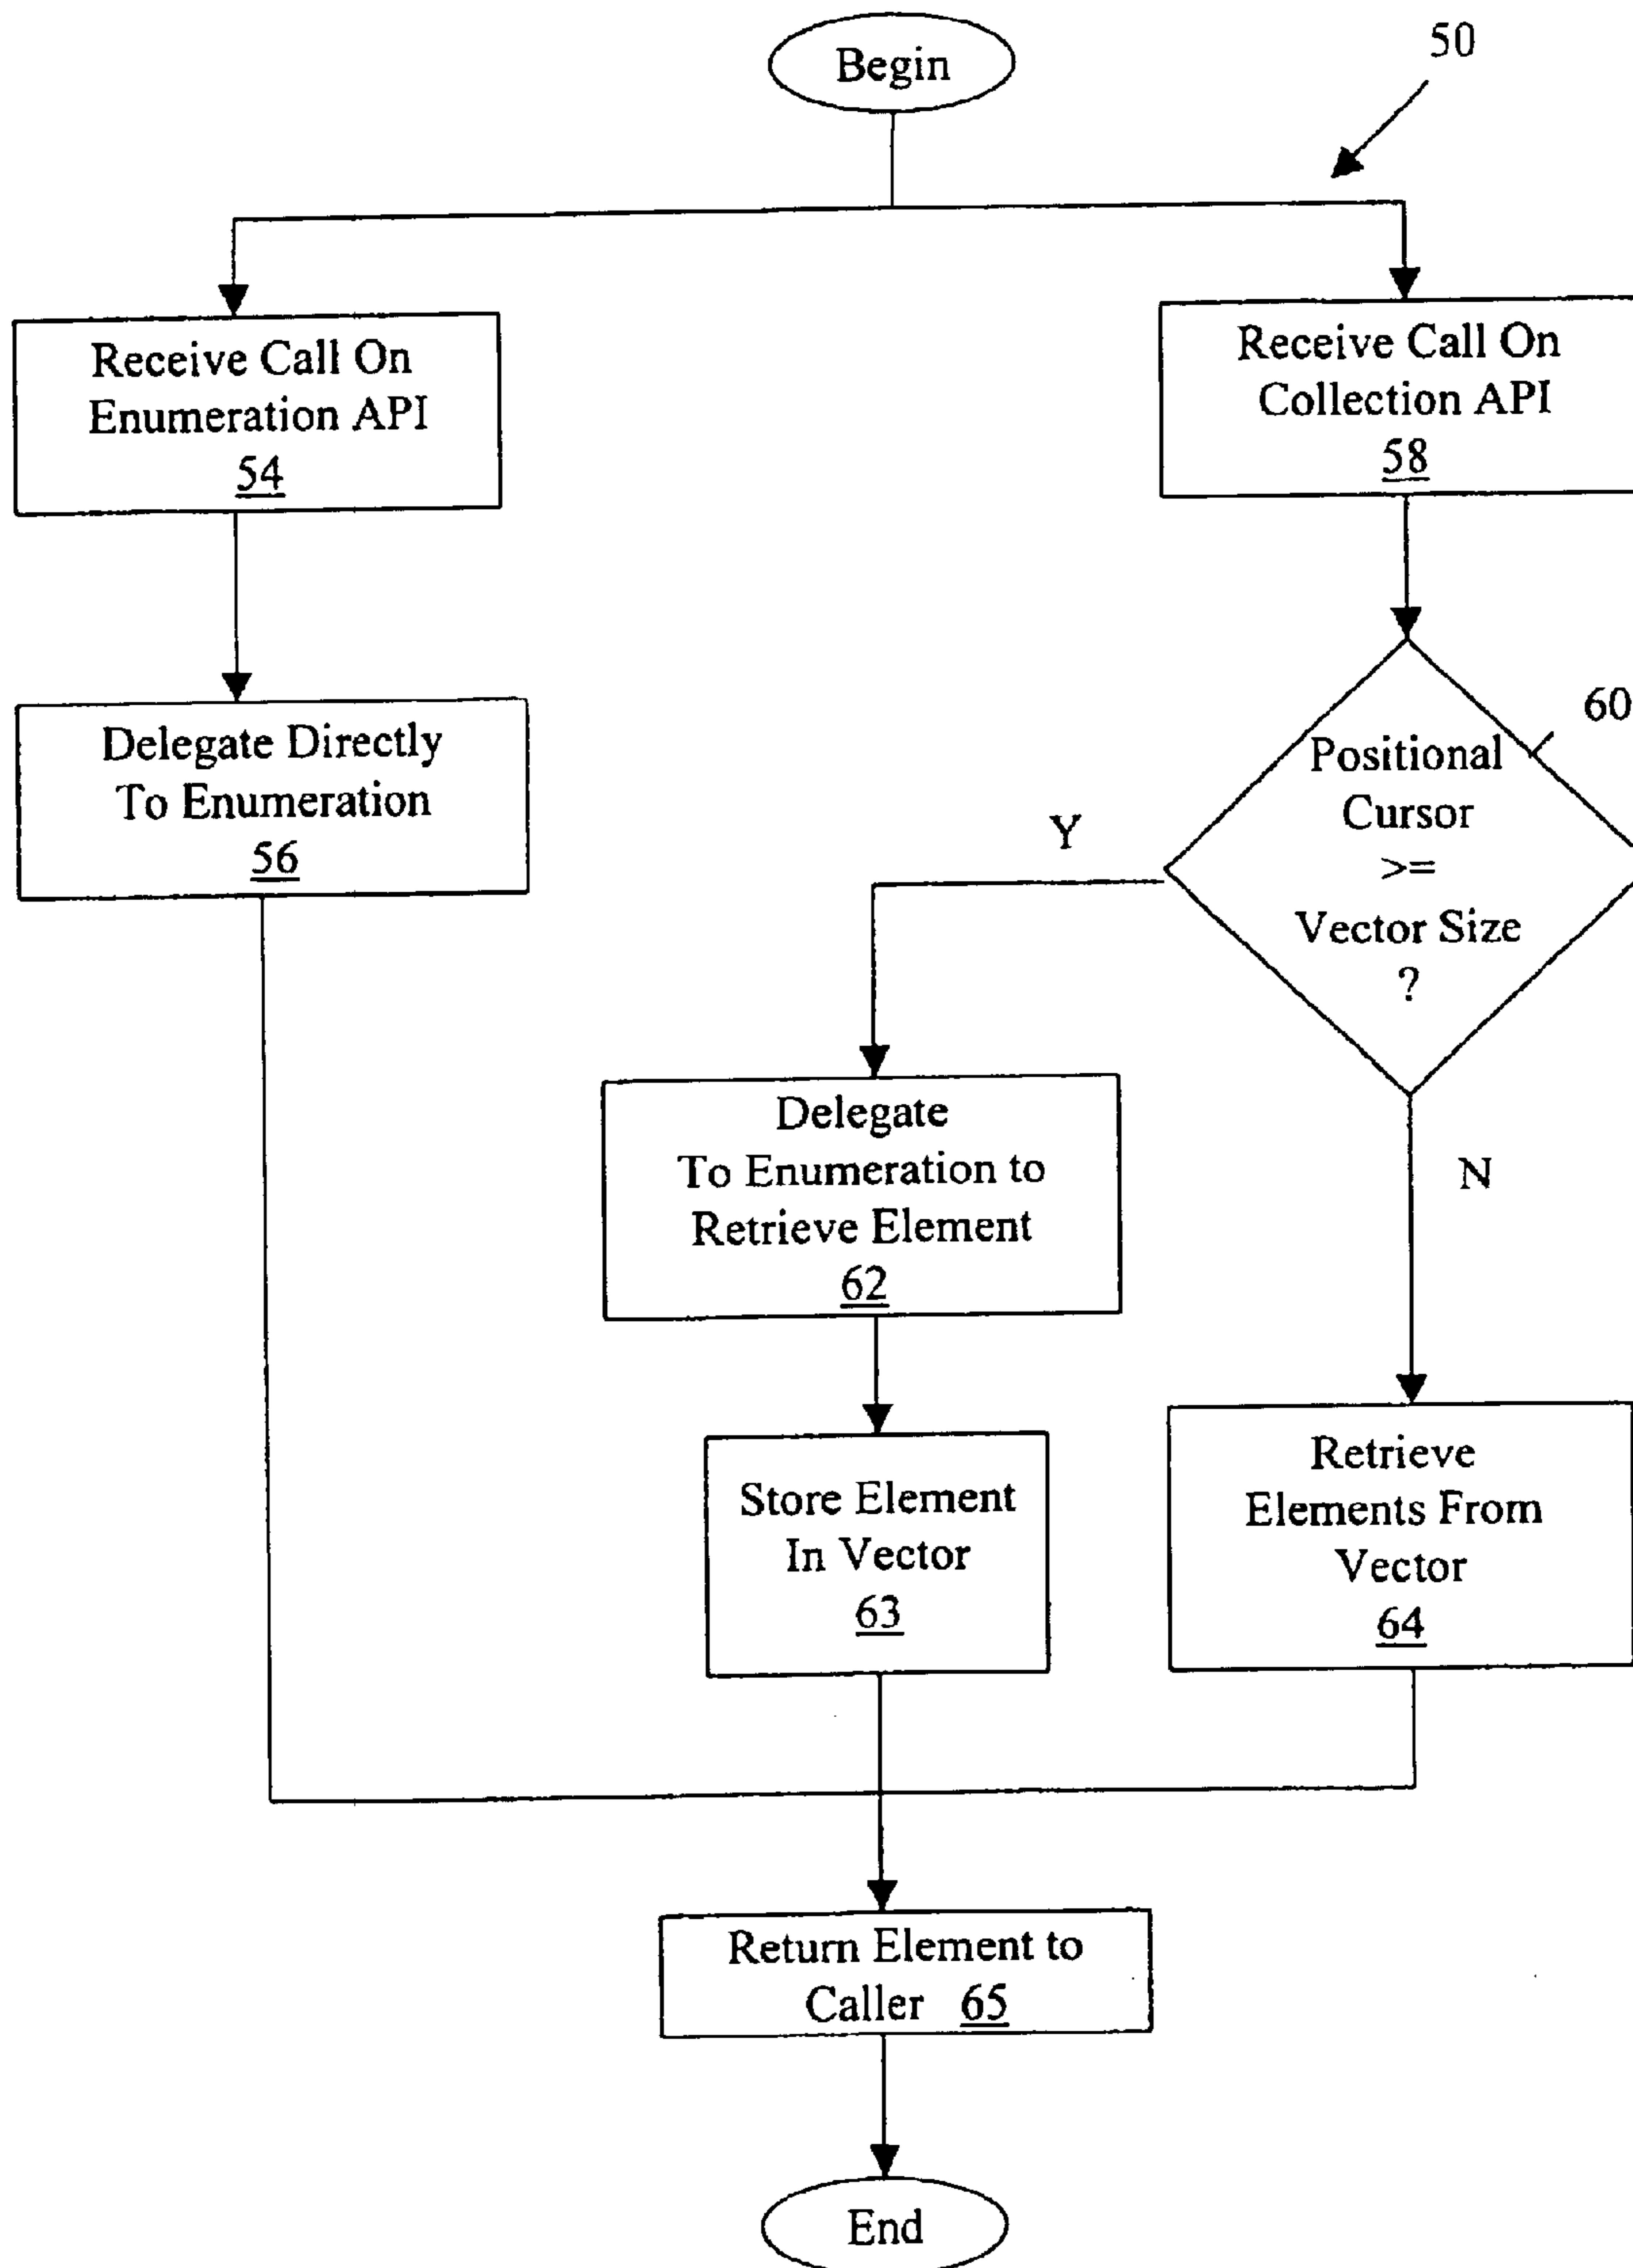 Begin
50
Receive Call On
Enumeration API
54
Receive Call On
Collection API
58
Delegate Directly
To Enumeration
56
60
Positional
Cursor
>=
Vector Size
?
Y
N
Delegate
To Enumeration to
Retrieve Element
62
Store Element
In Vector
63
Retrieve
Elements From
Vector
64
Return Element to
Caller 65
End